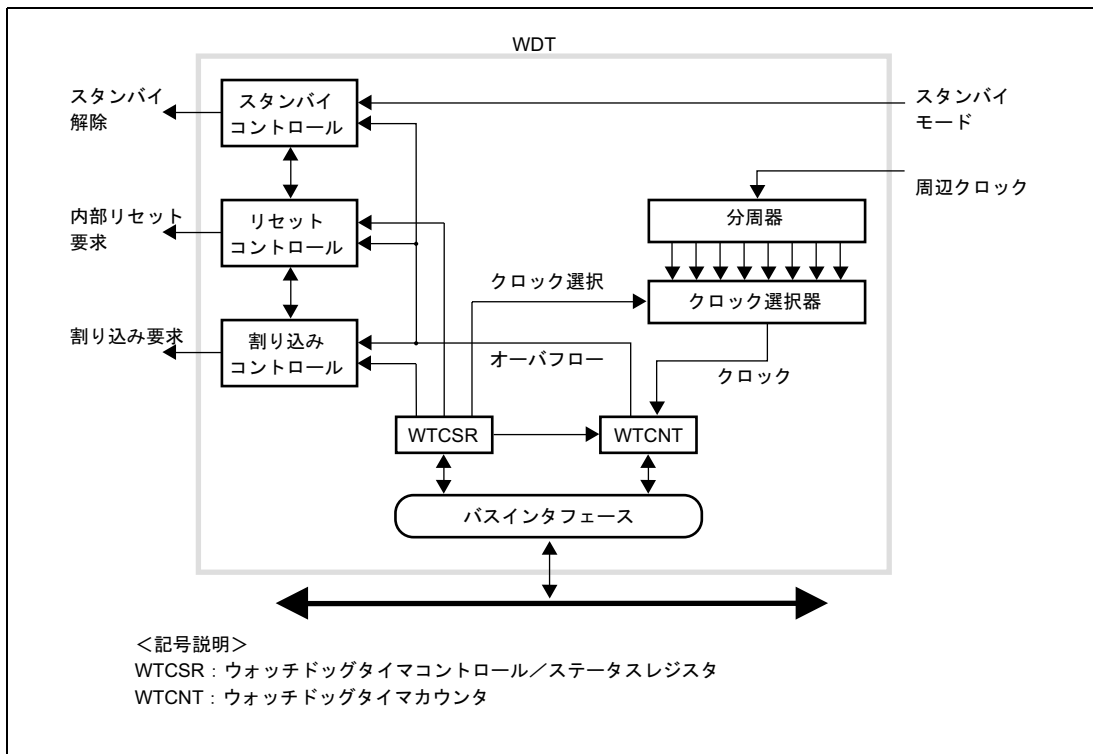 WDT
スタンバイ
解除
スタンバイ
コントロール
スタンバイ
モード
周辺クロック
内部リセット
要求
リセット
コントロール
分周器
クロック選択
クロック選択器
割り込み要求
割り込み
コントロール
オーバフロー
クロック
WTCSR
WTCNT
バスインタフェース
＜記号説明＞
WTCSR：ウォッチドッグタイマコントロール／ステータスレジスタ
WTCNT：ウォッチドッグタイマカウンタ